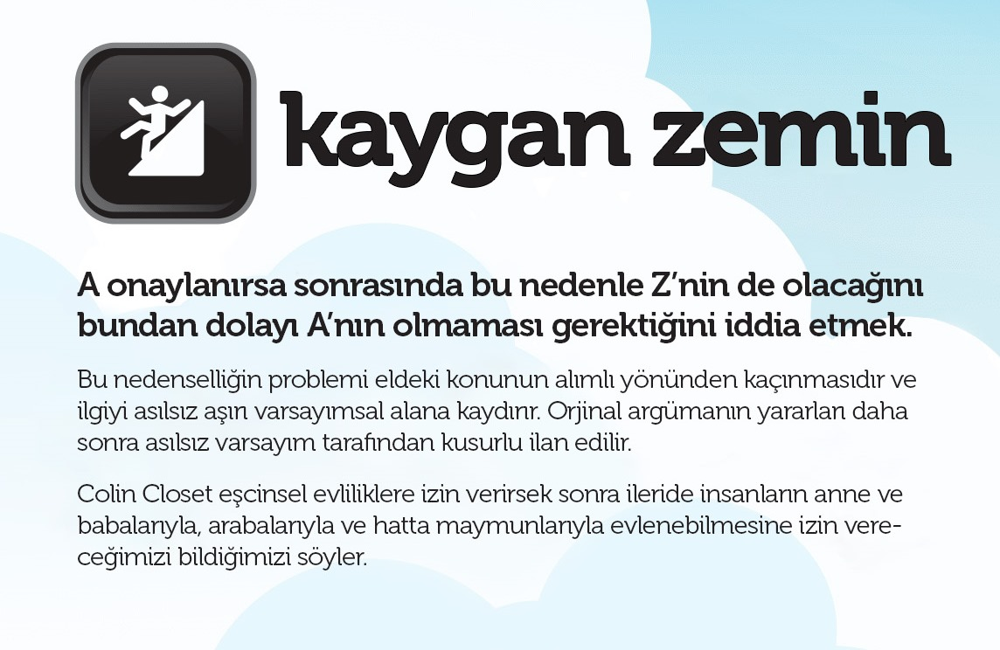 kaygan zemin
A onaylanırsa sonrasında bu nedenle Z’nin de olacağını
bundan dolayı A’nın olmaması gerektiğini iddia etmek.
Bu nedenselliğin problemi eldeki konunun alımlı yönünden kaçınmasıdır ve
ilgiyi asılsız aşırı varsayımsal alana kaydırır. Orjinal argümanın yararları daha
sonra asılsız varsayım tarafından kusurlu ilan edilir.
Colin Closet eşcinsel evliliklere izin verirsek sonra ileride insanların anne ve
babalarıyla, arabalarıyla ve hatta maymunlarıyla evlenebilmesine izin vere-
ceğimizi bildiğimizi söyler.